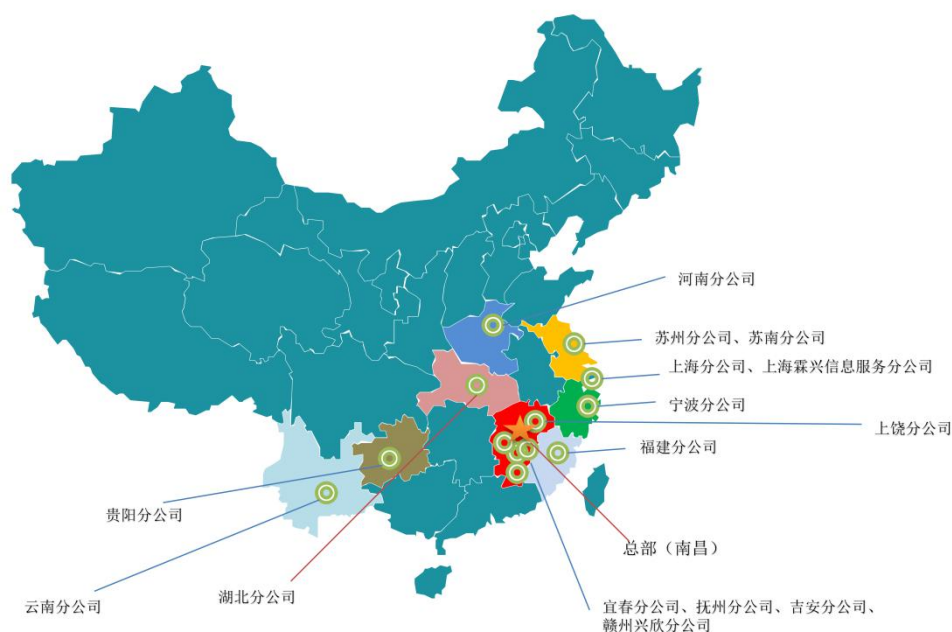 河南分公司
苏州分公司、苏南分公司
上海分公司、上海霖兴信息服务分公司
宁波分公司
上饶分公司
福建分公司
贵阳分公司
总部（南昌）
湖北分公司
云南分公司
宜春分公司、抚州分公司、吉安分公司、
赣州兴欣分公司